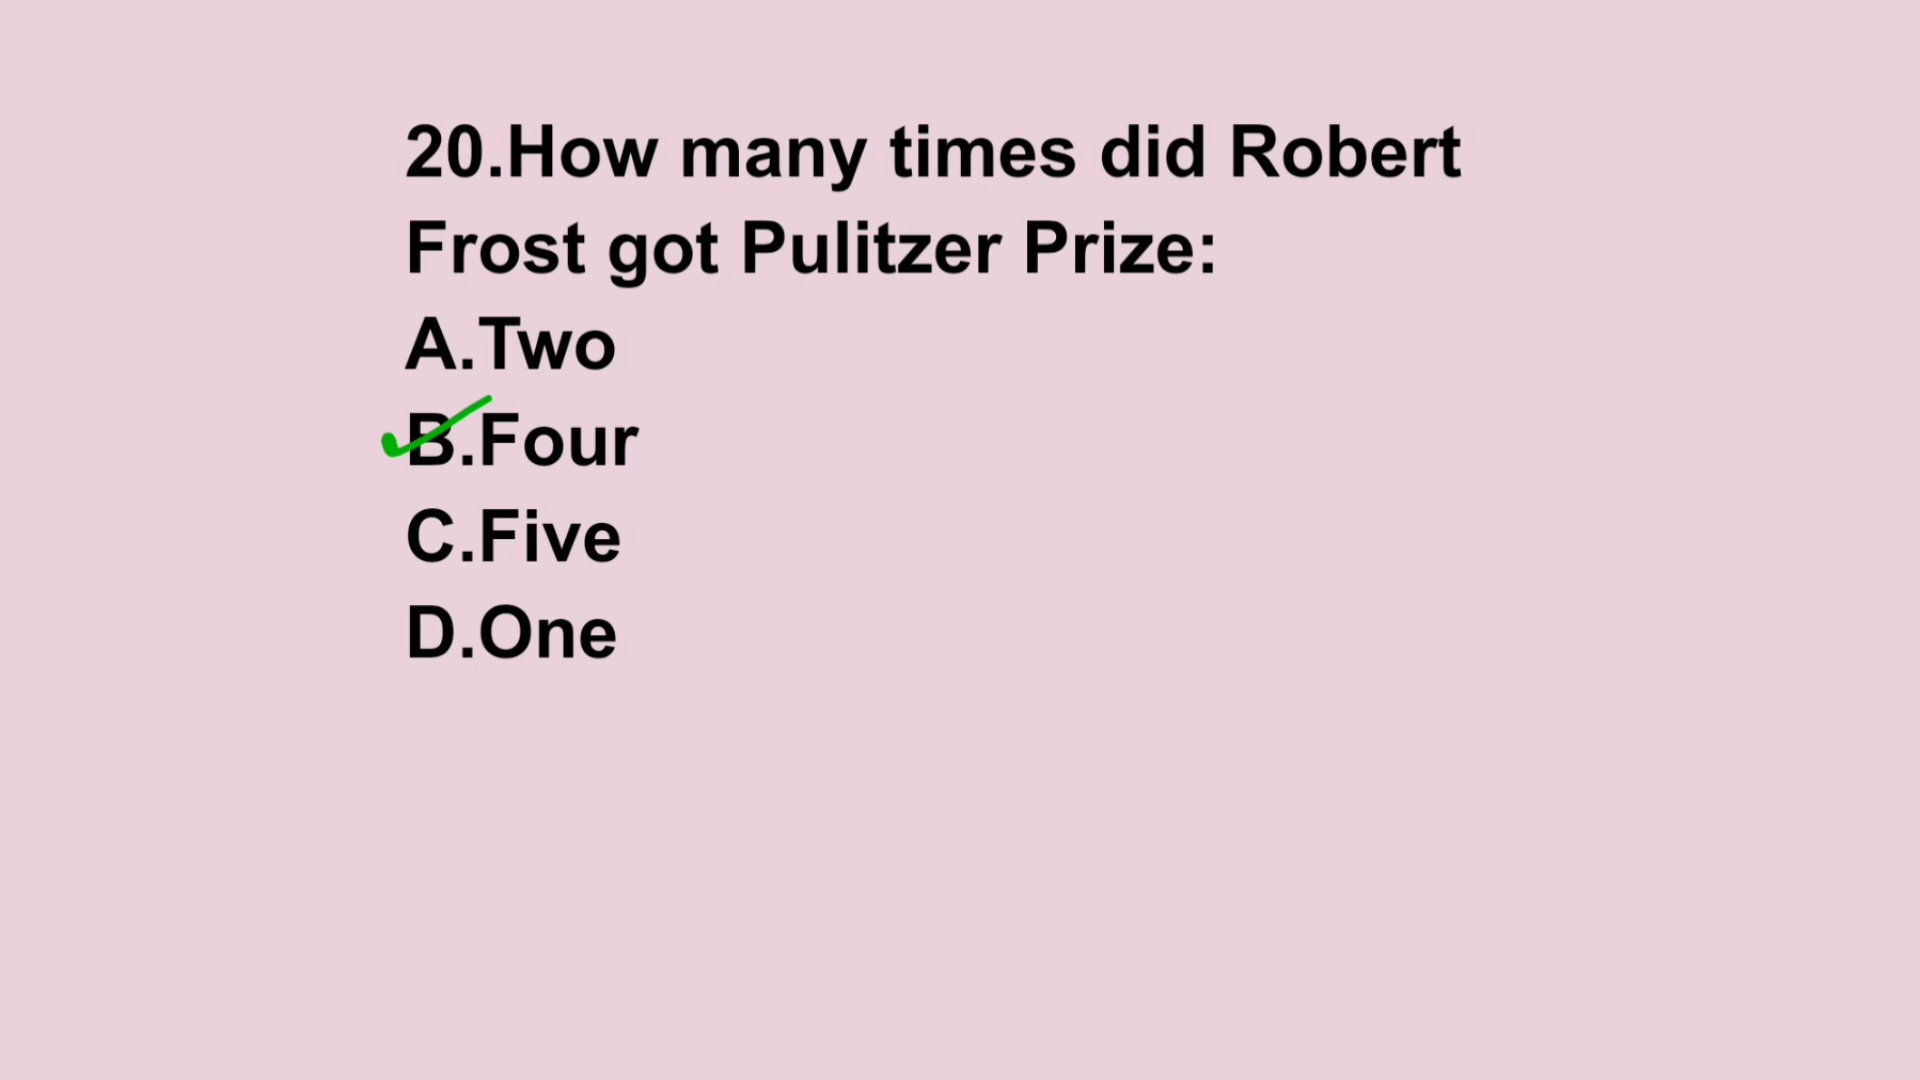 20.How many times did Robert
Frost got Pulitzer Prize:
A.Two
B.Four
C.Five
D.One